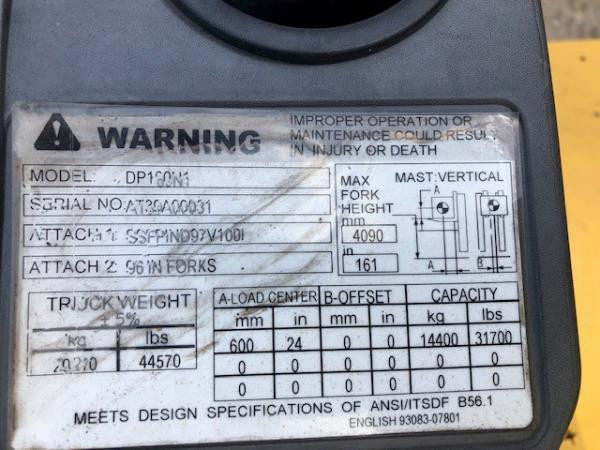 WARNING
IMPROPER OPERATION OR
MAINTENANCE COULD RESULT
IN INJURY OR DEATH
MODEL: DP160N1
SERIAL NO: AT39A00031
ATTACH 1:
ATTACH 2: 96 IN FORKS
MAX
FORK
HEIGHT
mm
4090
in
161
MAST: VERTICAL
A
A B
TRUCK WEIGHT
± 5%
kg lbs
44570
A-LOAD CENTER B-OFFSET CAPACITY
mm in mm in kg lbs
600 24 0 0 14400 31700
0 0 0 0 0 0
0 0 0 0 0 0
MEETS DESIGN SPECIFICATIONS OF ANSI/ITSDF B56.1
ENGLISH 93083-07801